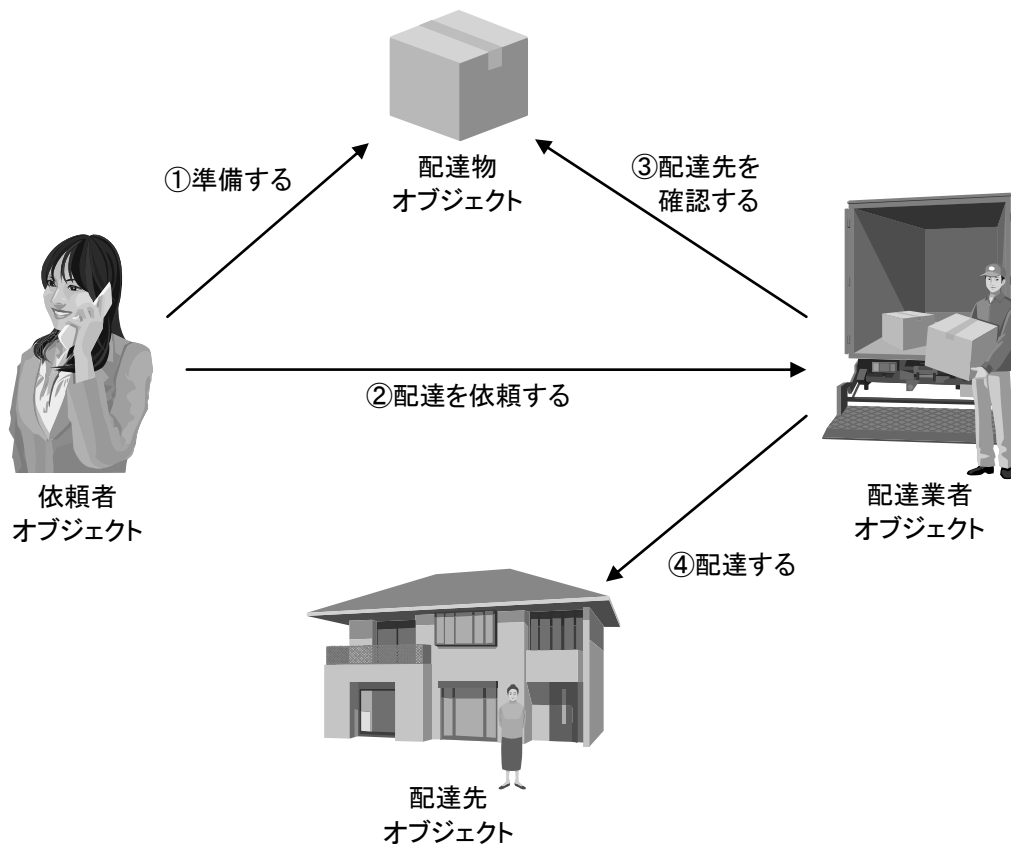 配達物
オブジェクト
①準備する
③配達先を
確認する
②配達を依頼する
依頼者
オブジェクト
配達業者
オブジェクト
④配達する
配達先
オブジェクト